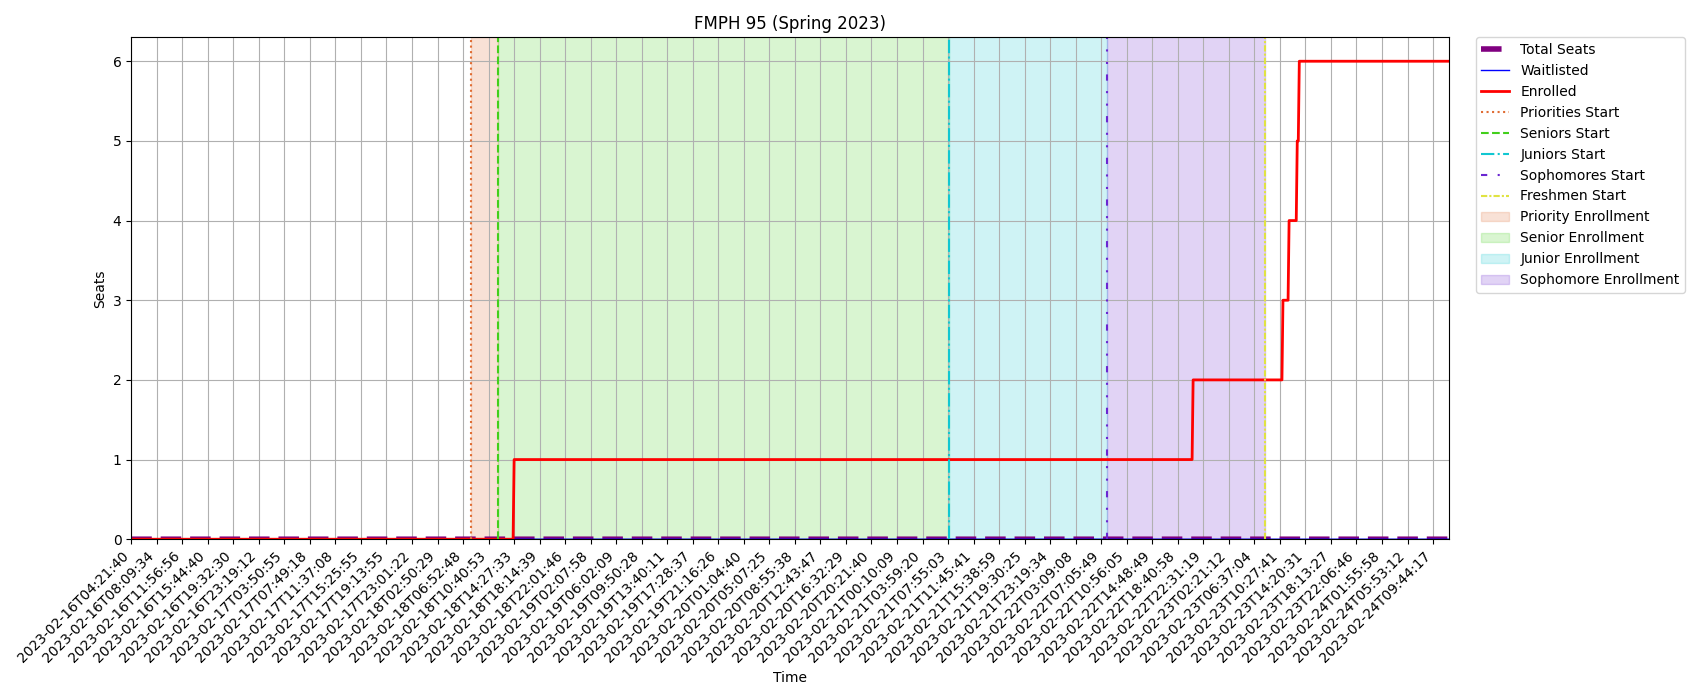 FMPH 95 (Spring 2023)
Seats
6
5
4
3
2
1
0
2023-02-16T04:21:40
2023-02-16T08:09:34
2023-02-16T11:56:56
2023-02-16T15:44:40
2023-02-16T19:32:30
2023-02-16T23:19:12
2023-02-17T03:50:55
2023-02-17T07:49:18
2023-02-17T11:37:08
2023-02-17T15:25:55
2023-02-17T19:13:55
2023-02-17T23:01:22
2023-02-18T02:50:29
2023-02-18T06:52:48
2023-02-18T10:40:53
2023-02-18T14:27:33
2023-02-18T18:14:39
2023-02-18T22:01:46
2023-02-19T02:07:58
2023-02-19T06:02:09
2023-02-19T09:50:28
2023-02-19T13:40:11
2023-02-19T17:28:37
2023-02-19T21:16:26
2023-02-20T01:04:40
2023-02-20T05:07:25
2023-02-20T08:55:38
2023-02-20T12:43:47
2023-02-20T16:32:29
2023-02-20T20:21:40
2023-02-21T00:10:09
2023-02-21T03:59:20
2023-02-21T07:55:03
2023-02-21T11:45:41
2023-02-21T15:38:59
2023-02-21T19:30:25
2023-02-21T23:19:34
2023-02-22T03:09:08
2023-02-22T07:05:49
2023-02-22T10:56:05
2023-02-22T14:48:49
2023-02-22T18:40:58
2023-02-22T22:31:19
2023-02-23T02:21:12
2023-02-23T06:37:04
2023-02-23T10:27:41
2023-02-23T14:20:31
2023-02-23T18:13:27
2023-02-23T22:06:46
2023-02-24T01:55:58
2023-02-24T05:53:12
2023-02-24T09:44:17
Time
Total Seats
Waitlisted
Enrolled
Priorities Start
Seniors Start
Juniors Start
Sophomores Start
Freshmen Start
Priority Enrollment
Senior Enrollment
Junior Enrollment
Sophomore Enrollment